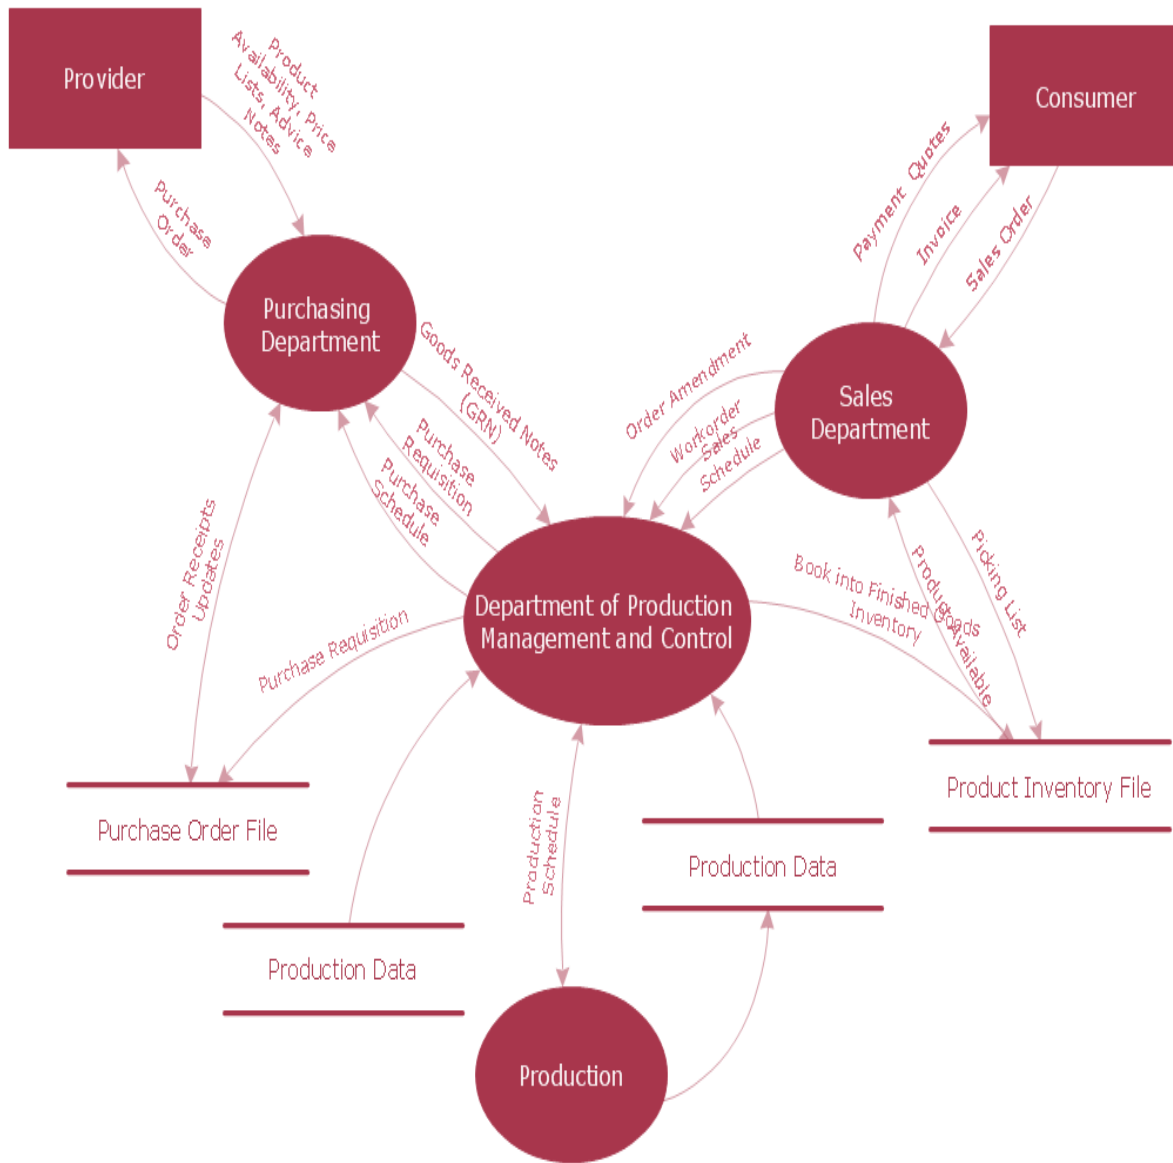 Provider
Product
Availability, Price
Lists, Advice
Notes
Purchase
Order
Consumer
Payment Quotes
Invoice
Sales Order
Purchasing
Department
Sales
Department
Goods Received Notes
(GRN)
Purchase
Requisition
Purchase
Schedule
Order Amendment
Workorder
Sales
Schedule
Order Receipts
Updates
Purchase Requisition
Department of Production
Management and Control
Book into Finished Goods
Inventory
Product Available
Picking List
Production
Schedule
Purchase Order File
Production Data
Production Data
Product Inventory File
Production